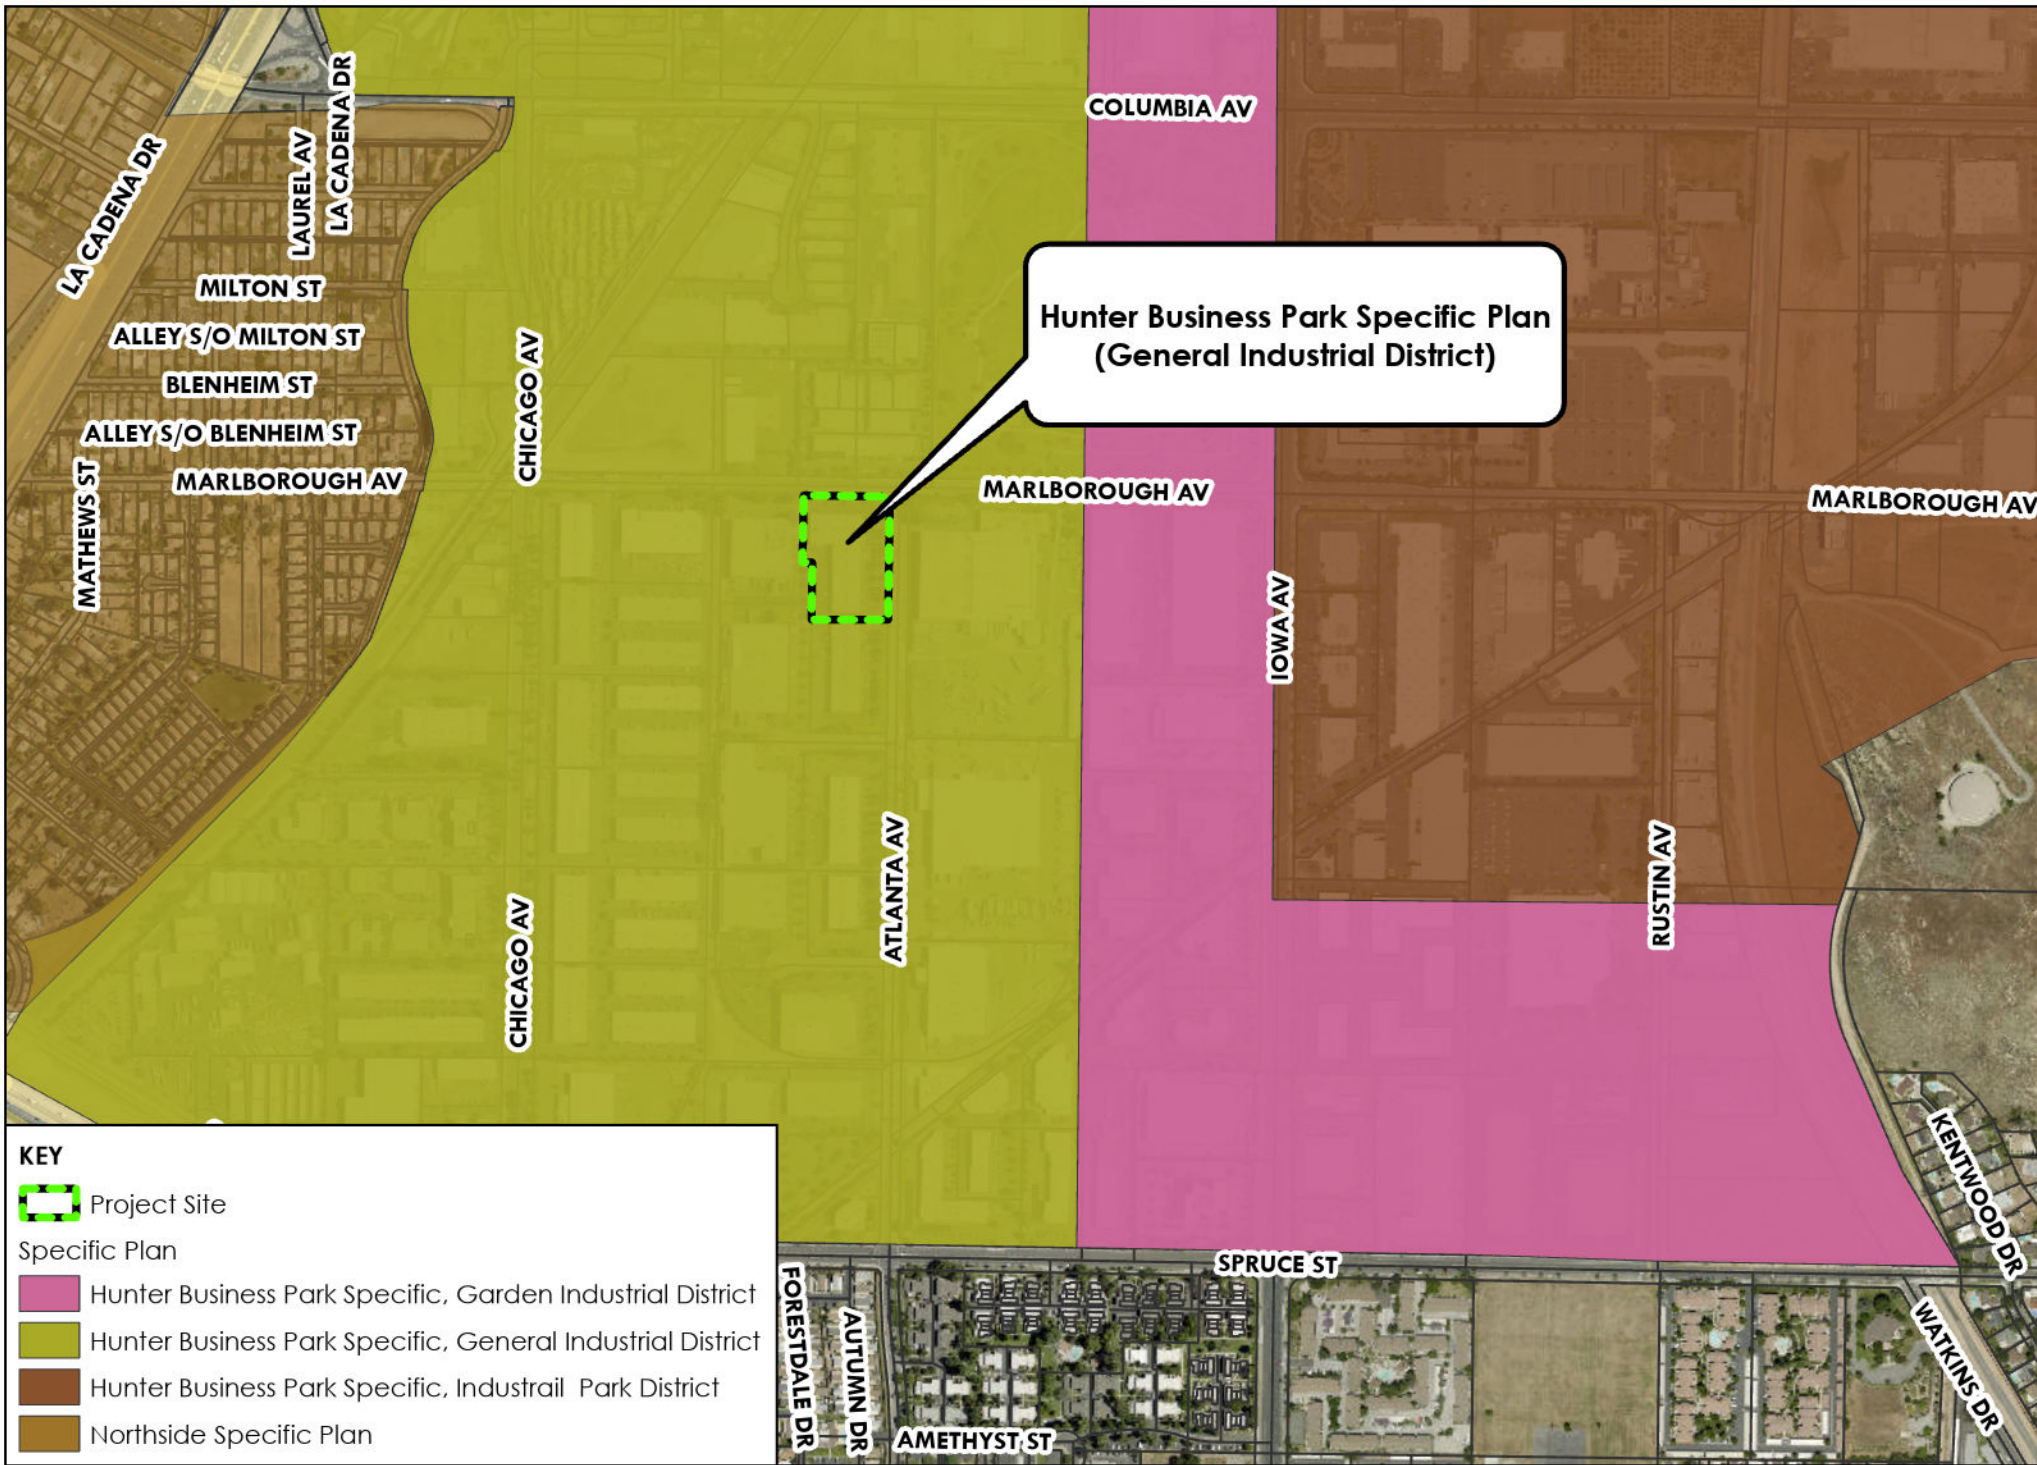 LA CADENA DR
COLUMBIA AV
LA CADENA DR
LAUREL AV
MILTON ST
ALLEY S/O MILTON ST
BLENHEIM ST
ALLEY S/O BLENHEIM ST
MARLBOROUGH AV
MATHEWS ST
CHICAGO AV
Hunter Business Park Specific Plan
(General Industrial District)
MARLBOROUGH AV
MARLBOROUGH AV
IOWA AV
ATLANTA AV
RUSTIN AV
CHICAGO AV
KENTWOOD DR
SPRUCE ST
FORESTDALE DR
AUTUMN DR
WATKINS DR
AMETHYST ST
KEY
Project Site
Specific Plan
Hunter Business Park Specific, Garden Industrial District
Hunter Business Park Specific, General Industrial District
Hunter Business Park Specific, Industrail Park District
Northside Specific Plan